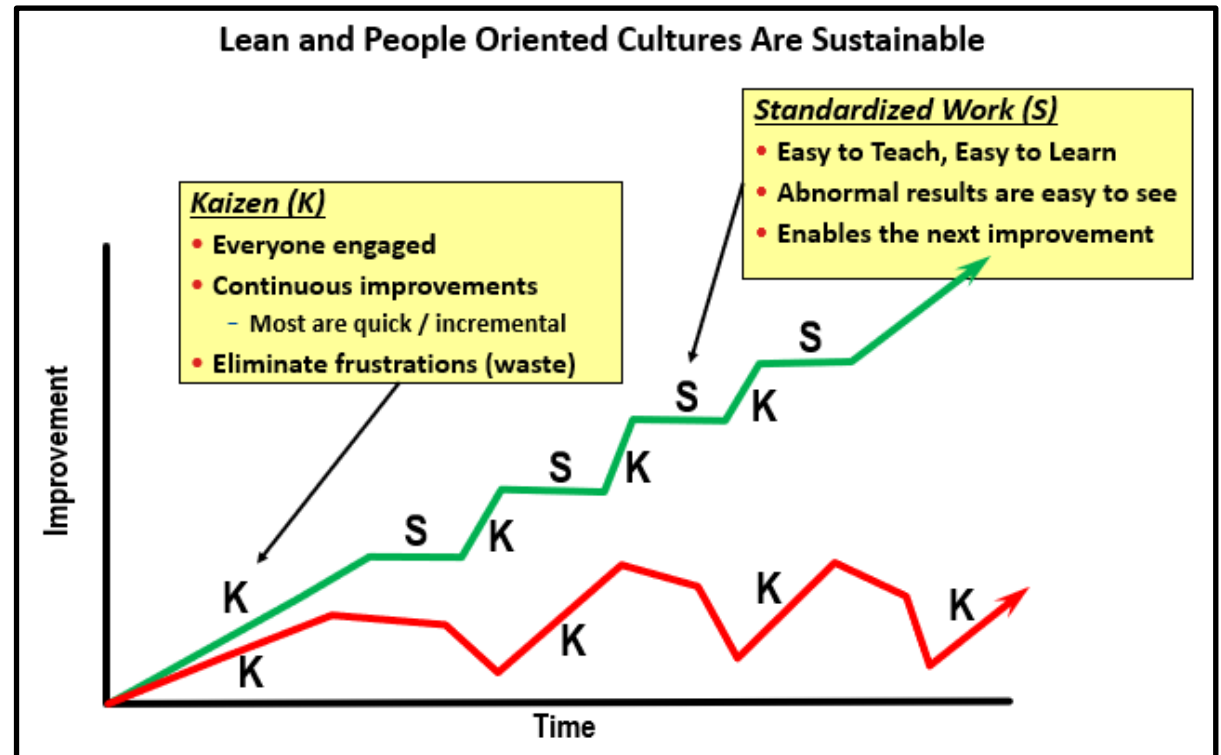 Lean and People Oriented Cultures Are Sustainable
Standardized Work (S)
• Easy to Teach, Easy to Learn
• Abnormal results are easy to see
• Enables the next improvement
Kaizen (K)
• Everyone engaged
• Continuous improvements
– Most are quick / incremental
• Eliminate frustrations (waste)
Improvement
K
S
K
S
K
S
K
S
K
K
K
K
Time